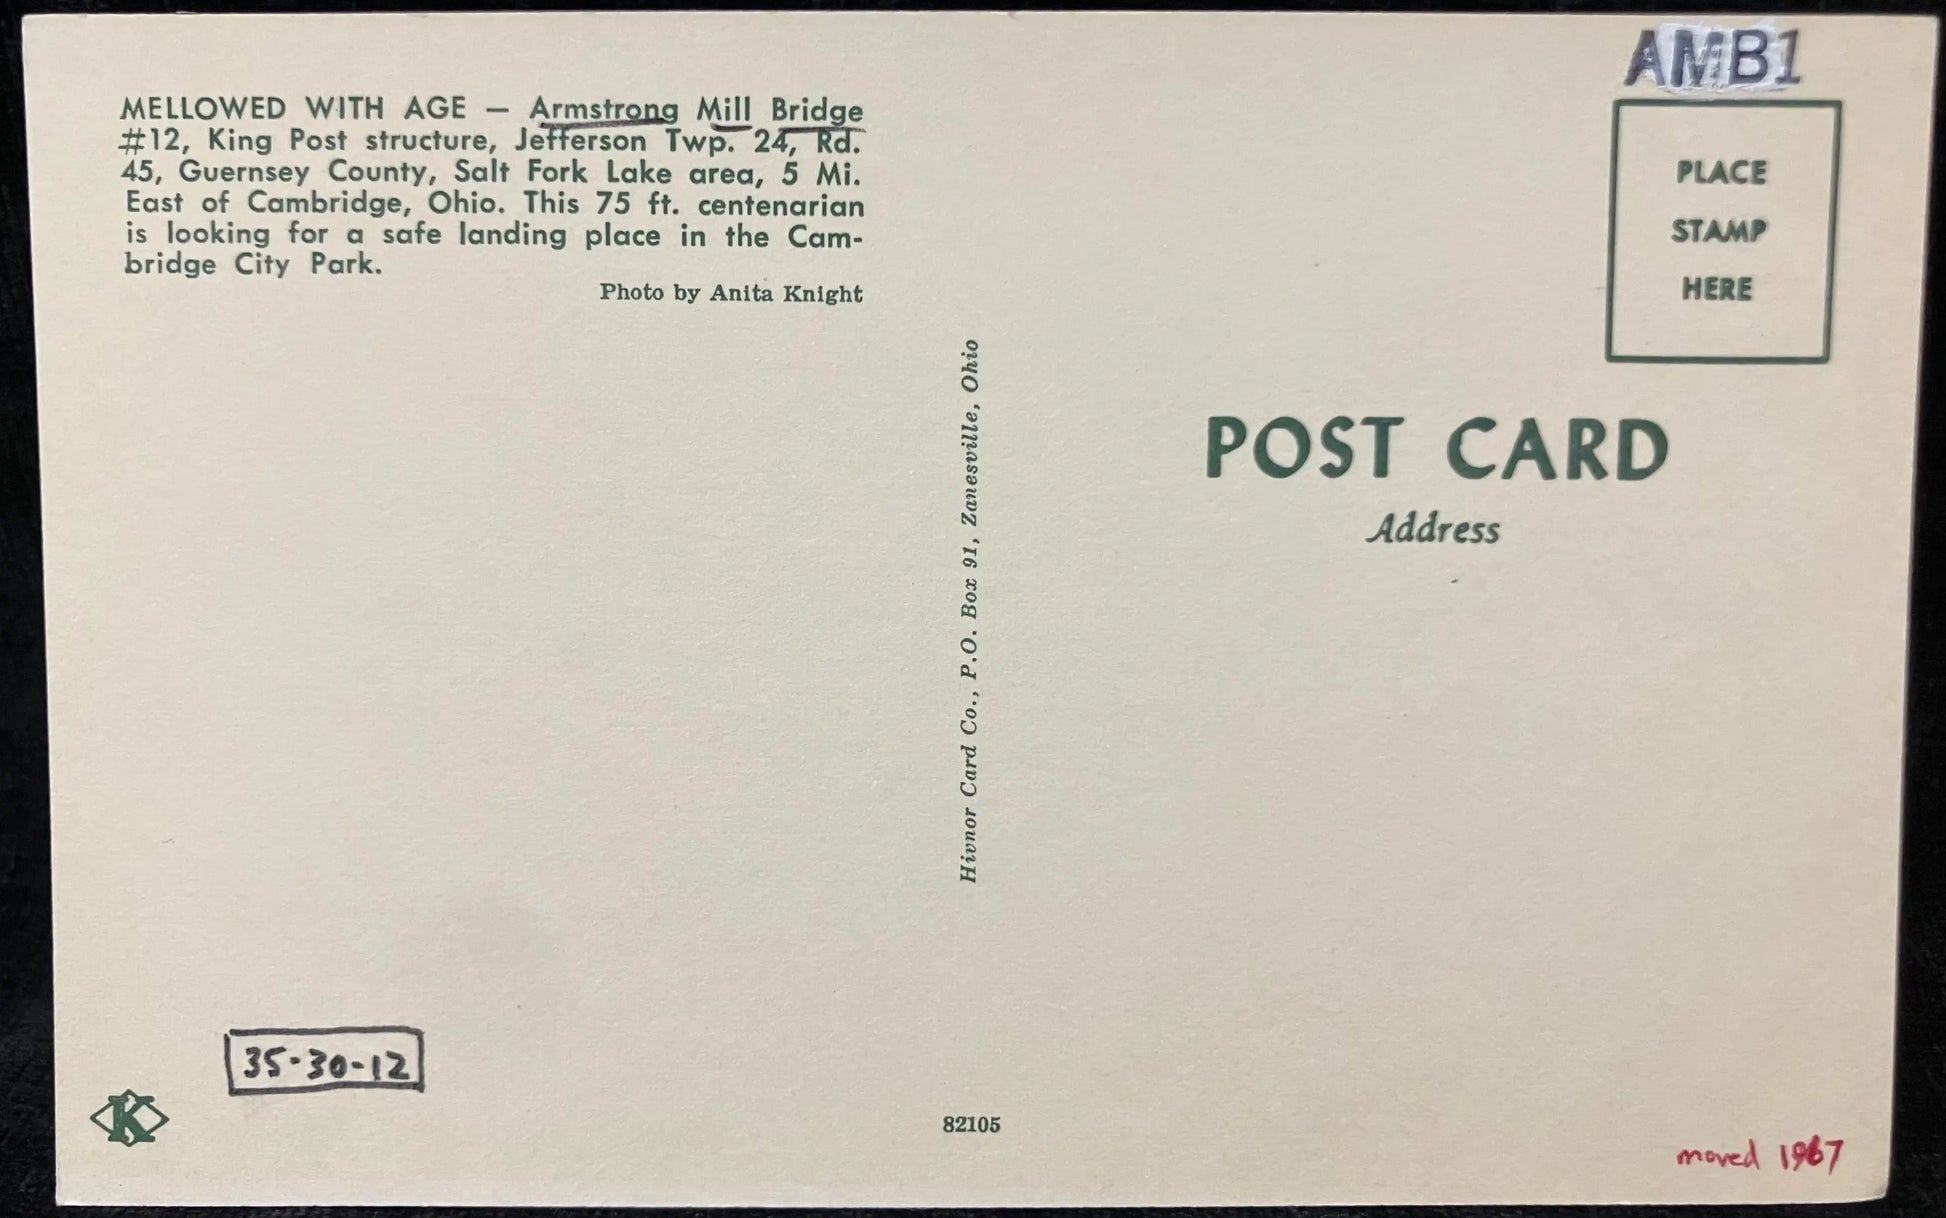 AMB1
MELLOWED WITH AGE — Armstrong Mill Bridge
#12, King Post structure, Jefferson Twp. 24, Rd.
45, Guernsey County, Salt Fork Lake area, 5 Mi.
East of Cambridge, Ohio. This 75 ft. centenarian
is looking for a safe landing place in the Cam-
bridge City Park.
Photo by Anita Knight
Hivnor Card Co., P.O. Box 91, Zanesville, Ohio
PLACE
STAMP
HERE
POST CARD
Address
35-30-12
K
82105
moved 1967